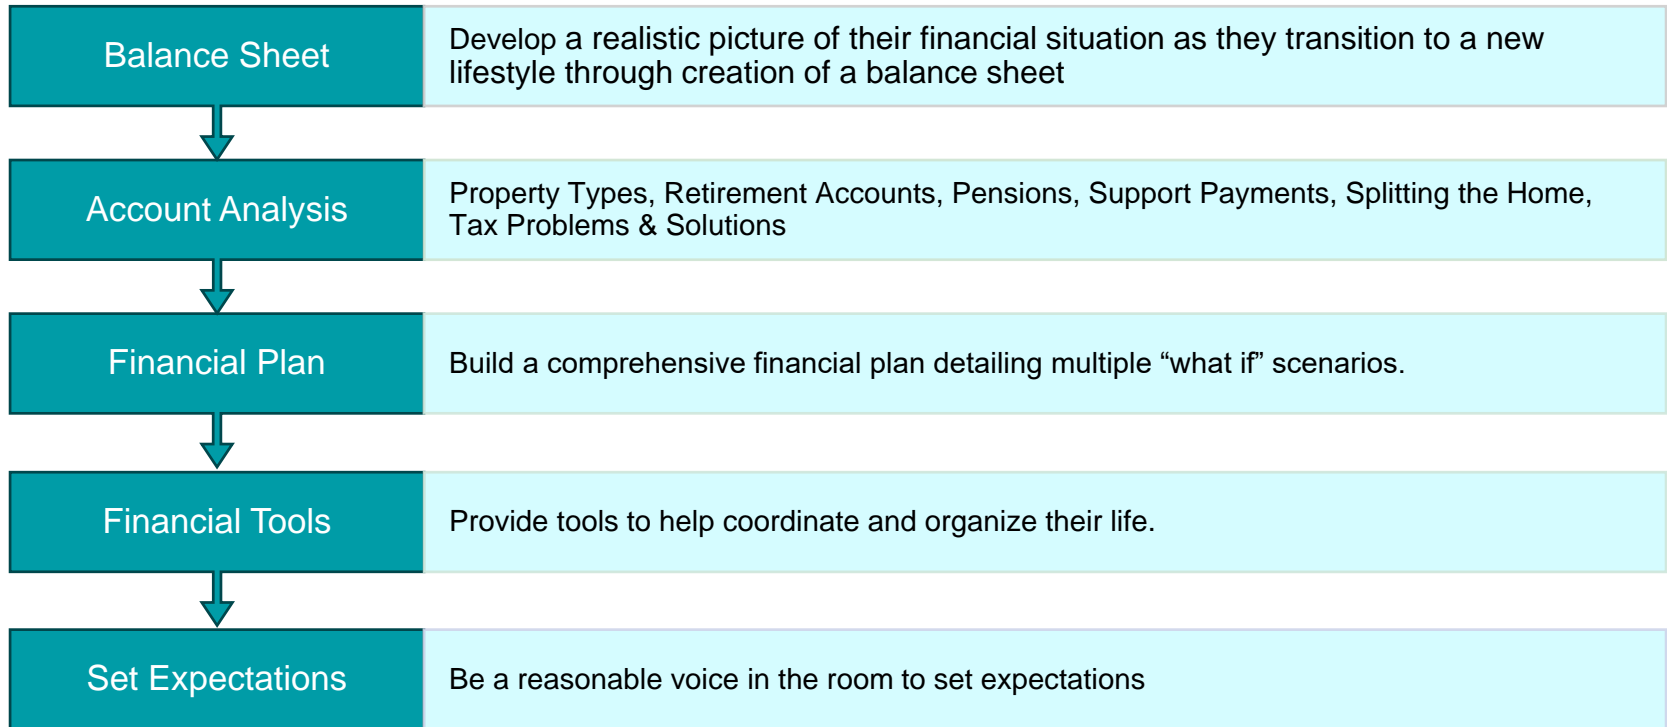 Balance Sheet
Develop a realistic picture of their financial situation as they transition to a new
lifestyle through creation of a balance sheet
Account Analysis
Property Types, Retirement Accounts, Pensions, Support Payments, Splitting the Home,
Tax Problems & Solutions
Financial Plan
Build a comprehensive financial plan detailing multiple “what if” scenarios.
Financial Tools
Provide tools to help coordinate and organize their life.
Set Expectations
Be a reasonable voice in the room to set expectations